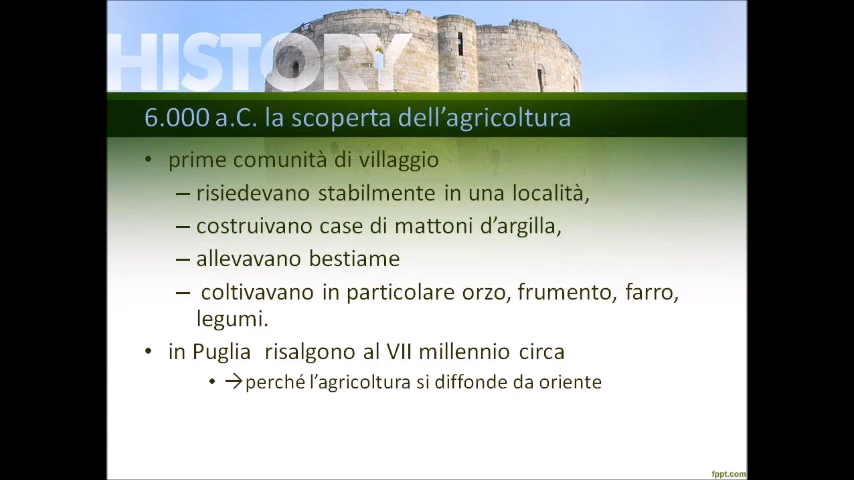 HISTORY
6.000 a.C. la scoperta dell’agricoltura
• prime comunità di villaggio
– risiedevano stabilmente in una località,
– costruivano case di mattoni d’argilla,
– allevavano bestiame
– coltivavano in particolare orzo, frumento, farro,
legumi.
• in Puglia risalgono al VII millennio circa
• →perché l’agricoltura si diffonde da oriente
fppt.com